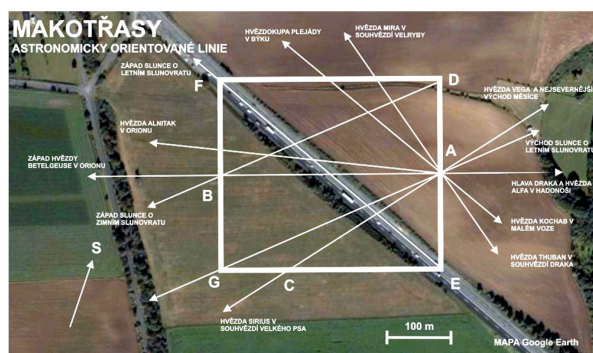 MAKOTŘASY
ASTRONOMICKY ORIENTOVANÉ LINIE
HVĚZDOKUPA PLEJÁDY
V BÝKU
HVĚZDA MIRA V
SOUHVĚZDÍ VELRYBY
ZÁPAD SLUNCE O
LETNÍM SLUNOVRATU
F
D
HVĚZDA VEGA A NEJSEVERNĚJŠÍ
VÝCHOD MĚSÍCE
HVĚZDA ALNITAK
V ORIONU
VÝCHOD SLUNCE O
LETNÍM SLUNOVRATU
A
ZÁPAD HVĚZDY
BETELGEUSE V ORIONU
B
HLAVA DRAKA A HVĚZDA
ALFA V HADONOŠI
ZÁPAD SLUNCE O
ZIMNÍM SLUNOVRATU
HVĚZDA KOCHAB V
MALÉM VOZE
S
HVĚZDA THUBAN V
SOUHVĚZDÍ DRAKA
G
C
E
HVĚZDA SIRIUS V
SOUHVĚZDÍ VELKÉHO PSA
100 m
MAPA Google Earth